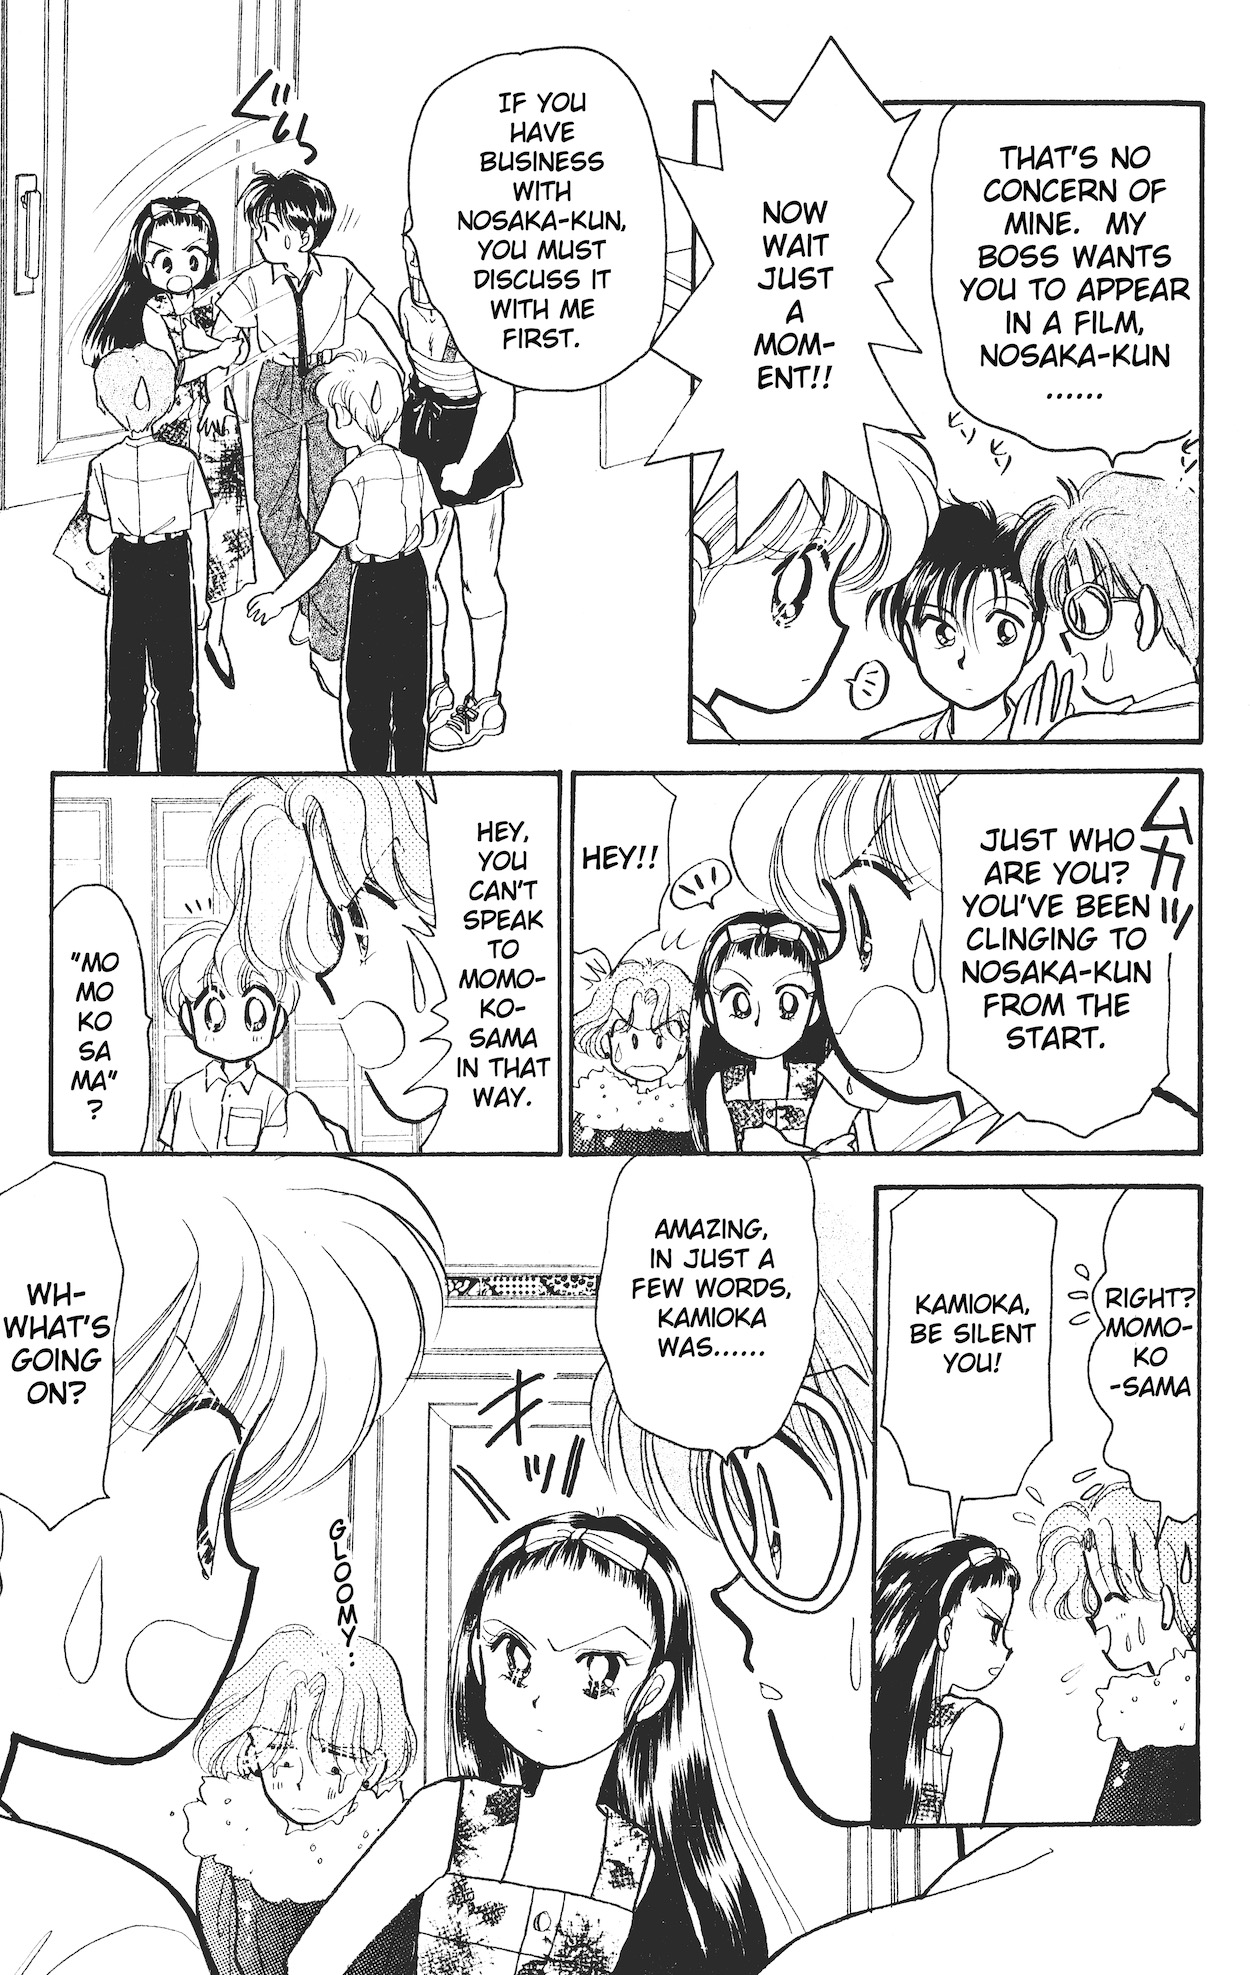 THAT'S NO
CONCERN OF
MINE. MY
BOSS WANTS
YOU TO APPEAR
IN A FILM,
NOSAKA-KUN
......
NOW
WAIT
JUST
A
MOM-
ENT!!
IF YOU
HAVE
BUSINESS
WITH
NOSAKA-KUN,
YOU MUST
DISCUSS IT
WITH ME
FIRST.
ぐいっ
ムカッ
JUST WHO
ARE YOU?
YOU'VE BEEN
CLINGING TO
NOSAKA-KUN
FROM THE
START.
HEY!!
HEY,
YOU
CAN'T
SPEAK
TO
MOMO-
KO-
SAMA
IN THAT
WAY.
"MO
MO
KO
SA
MA"
?
RIGHT?
MOMO-
KO
-SAMA
KAMIOKA,
BE SILENT
YOU!
AMAZING,
IN JUST A
FEW WORDS,
KAMIOKA
WAS......
キッ
GLOOMY..
WH-
WHAT'S
GOING
ON?